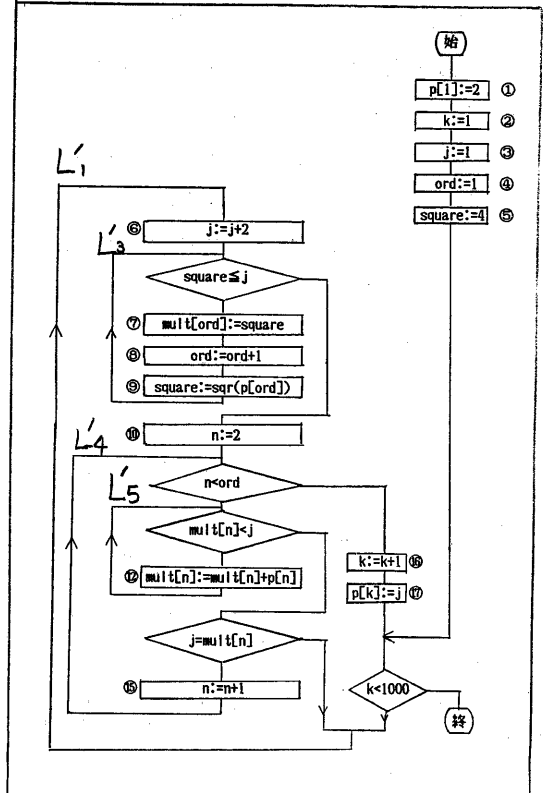 始
p[1]:=2 ①
k:=1 ②
j:=1 ③
ord:=1 ④
square:=4 ⑤
L'1
⑥ j:=j+2
L'3
square≦j
⑦ mult[ord]:=square
⑧ ord:=ord+1
⑨ square:=sqr(p[ord])
⑩ n:=2
L'4
n<ord
L'5
mult[n]<j
⑫ mult[n]:=mult[n]+p[n]
j=mult[n]
⑮ n:=n+1
k:=k+1 ⑯
p[k]:=j ⑰
k<1000
終